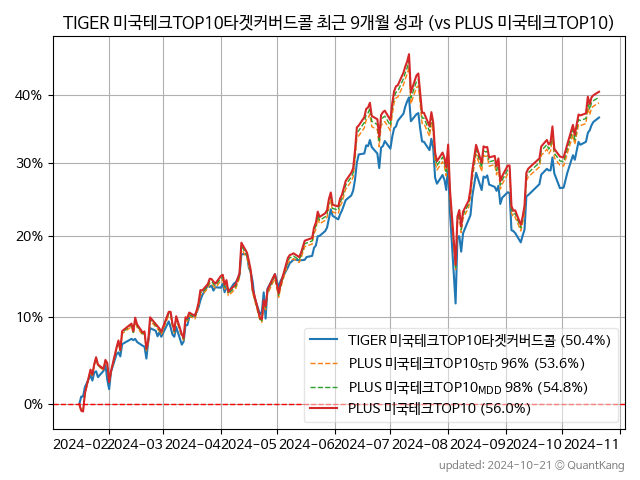 TIGER 미국테크TOP10타겟커버드콜 최근 9개월 성과 (vs PLUS 미국테크TOP10)
40%
30%
20%
10%
0%
TIGER 미국테크TOP10타겟커버드콜 (50.4%)
PLUS 미국테크TOP10STD 96% (53.6%)
PLUS 미국테크TOP10MDD 98% (54.8%)
PLUS 미국테크TOP10 (56.0%)
2024-02 2024-03 2024-04 2024-05 2024-06 2024-07 2024-08 2024-09 2024-10 2024-11
updated: 2024-10-21 © QuantKang